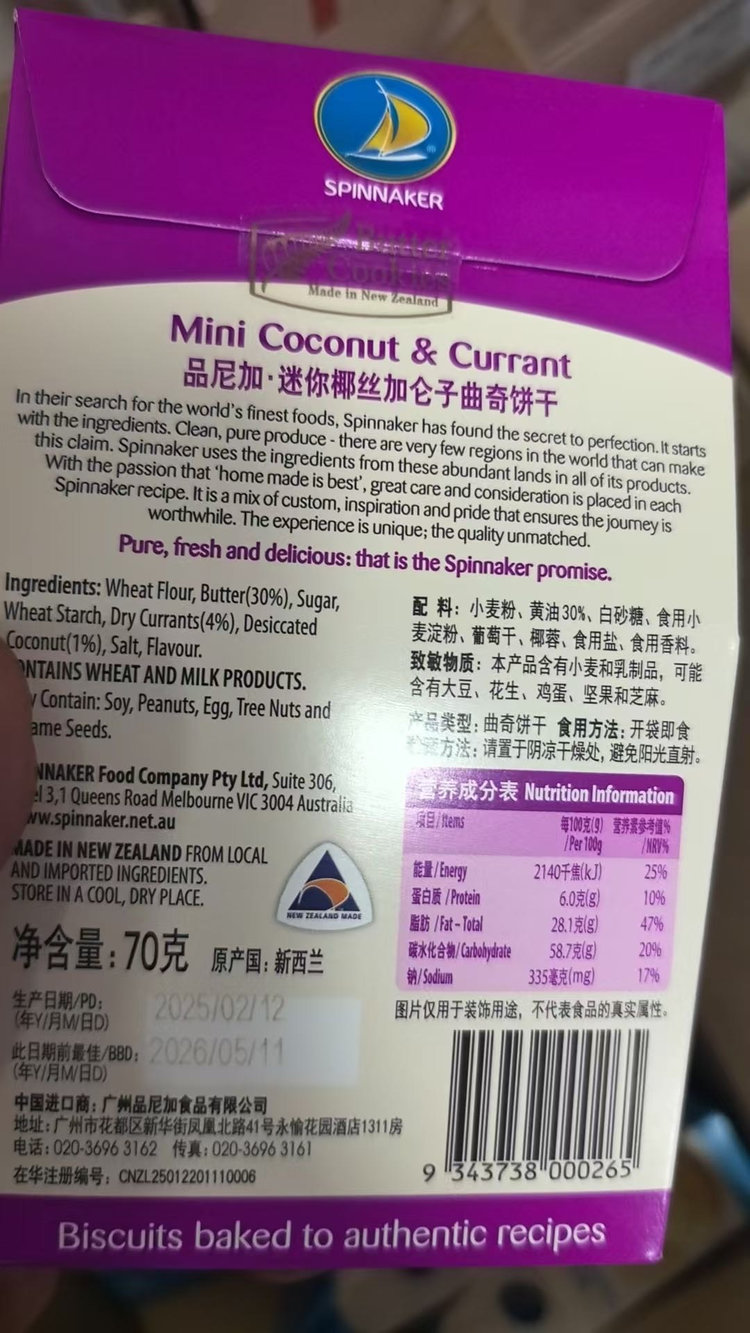 SPINNAKER
Butter
Cookies
Made in New Zealand
Mini Coconut & Currant
品尼加·迷你椰丝加仑子曲奇饼干
In their search for the world's finest foods, Spinnaker has found the secret to perfection. It starts
with the ingredients. Clean, pure produce - there are very few regions in the world that can make
this claim. Spinnaker uses the ingredients from these abundant lands in all of its products.
With the passion that 'home made is best', great care and consideration is placed in each
Spinnaker recipe. It is a mix of custom, inspiration and pride that ensures the journey is
worthwhile. The experience is unique; the quality unmatched.
Pure, fresh and delicious: that is the Spinnaker promise.
Ingredients: Wheat Flour, Butter(30%), Sugar,
Wheat Starch, Dry Currants(4%), Desiccated
Coconut(1%), Salt, Flavour.
WHEAT AND MILK PRODUCTS.
Contain: Soy, Peanuts, Egg, Tree Nuts and
Seeds.
Food Company Pty Ltd, Suite 306,
3,1 Queens Road Melbourne VIC 3004 Australia
www.spinnaker.net.au
MADE IN NEW ZEALAND FROM LOCAL
AND IMPORTED INGREDIENTS.
STORE IN A COOL, DRY PLACE.
NEW ZEALAND MADE
净含量:70克 原产国:新西兰
生产日期/PD: 2025/02/12
(年Y/月M/日D)
此日期前最佳/BBD: 2026/05/11
(年Y/月M/日D)
中国进口商:广州品尼加食品有限公司
地址:广州市花都区新华街凤凰北路41号永愉花园酒店1311房
电话:020-3696 3162 传真:020-3696 3161
在华注册编号:CNZL25012201110006
配 料:小麦粉、黄油30%、白砂糖、食用小
麦淀粉、葡萄干、椰蓉、食用盐、食用香料。
致敏物质:本产品含有小麦和乳制品,可能
含有大豆、花生、鸡蛋、坚果和芝麻。
产品类型:曲奇饼干 食用方法:开袋即食
方法:请置于阴凉干燥处,避免阳光直射。
营养成分表 Nutrition Information
项目/Items 每100克(g) 营养素参考值%
/Per 100g /NRV%
能量/Energy 2140千焦(kJ) 25%
蛋白质/Protein 6.0克(g) 10%
脂肪/Fat-Total 28.1克(g) 47%
碳水化合物/Carbohydrate 58.7克(g) 20%
钠/Sodium 335毫克(mg) 17%
图片仅用于装饰用途,不代表食品的真实属性。
9 343738 000265
Biscuits baked to authentic recipes